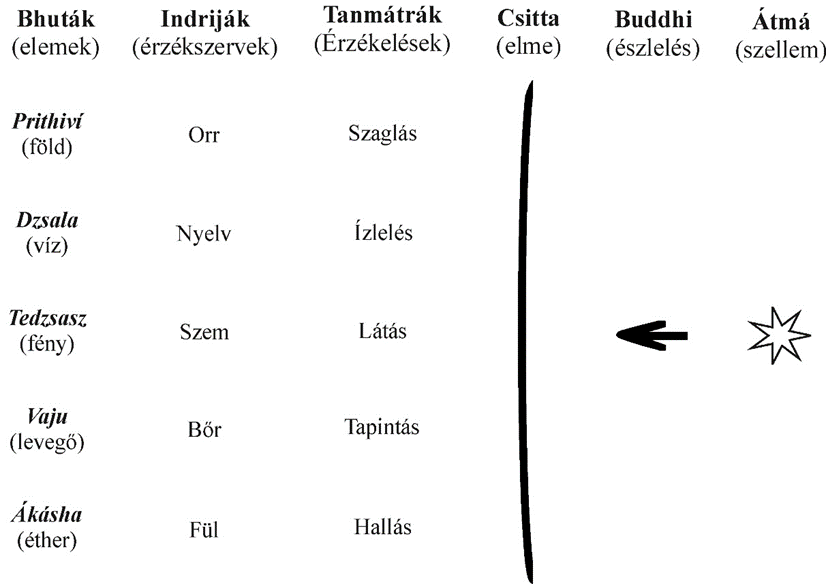 Bhuták Indriják Tanmátrák Csitta Buddhi Átmá
(elemek) (érzékszervek) (Érzékelések) (elme) (észlelés) (szellem)
Prithiví
(föld) Orr Szaglás
Dzsala
(víz) Nyelv Ízlelés
Tedzsasz
(fény) Szem Látás
Vaju
(levegő) Bőr Tapintás
Ákásha
(éther) Fül Hallás